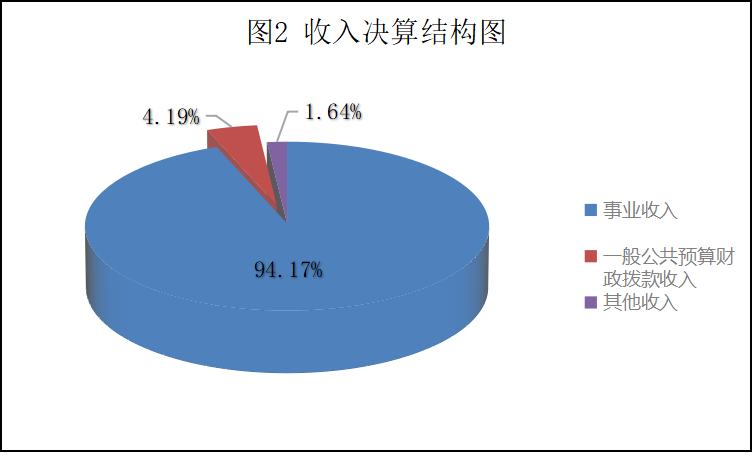 图2 收入决算结构图
4.19%
1.64%
94.17%
事业收入
一般公共预算财
政拨款收入
其他收入